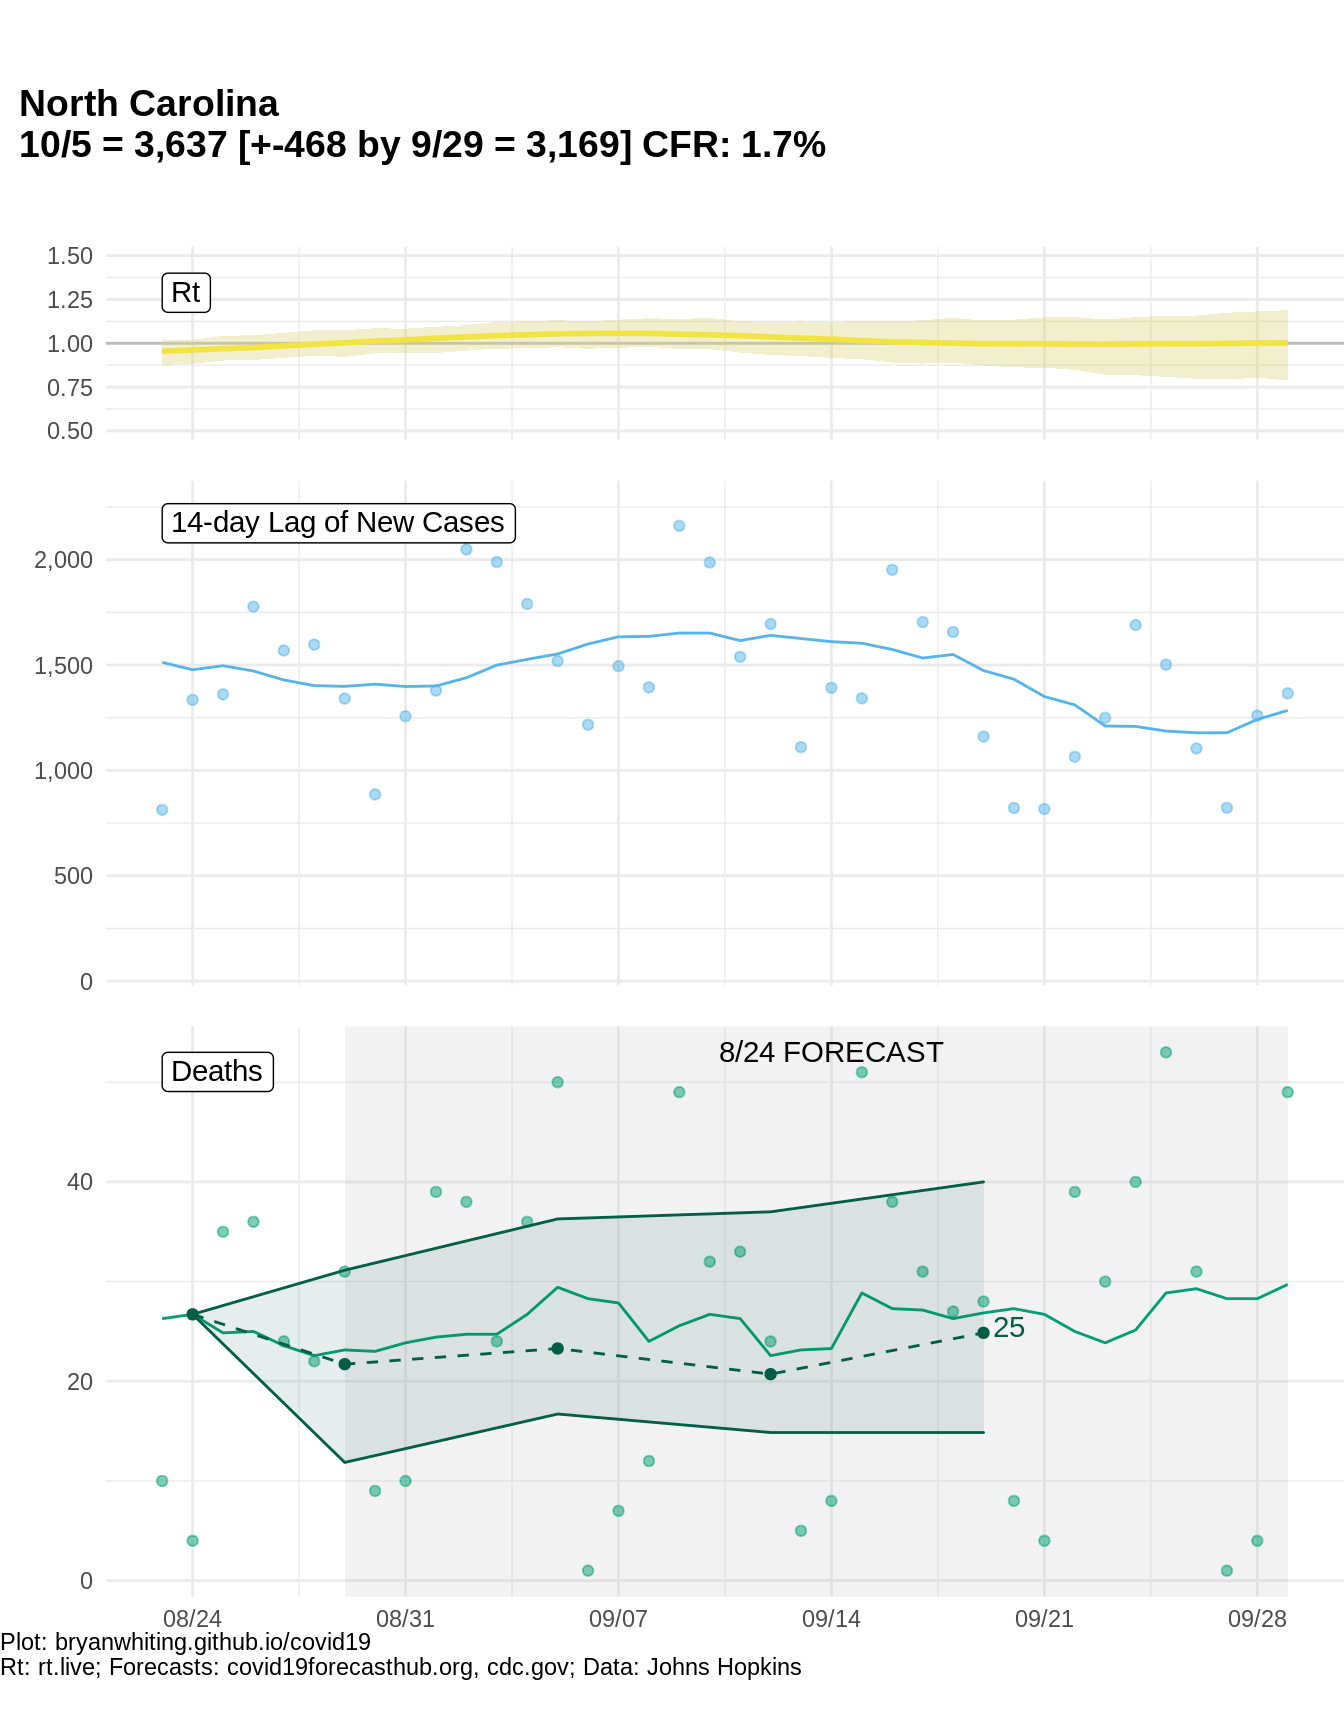 North Carolina
10/5 = 3,637 [+-468 by 9/29 = 3,169] CFR: 1.7%
1.50
1.25
1.00
0.75
0.50
Rt
14-day Lag of New Cases
2,000
1,500
1,000
500
0
8/24 FORECAST
Deaths
40
25
20
0
08/24 08/31 09/07 09/14 09/21 09/28
Plot: bryanwhiting.github.io/covid19
Rt: rt.live; Forecasts: covid19forecasthub.org, cdc.gov; Data: Johns Hopkins